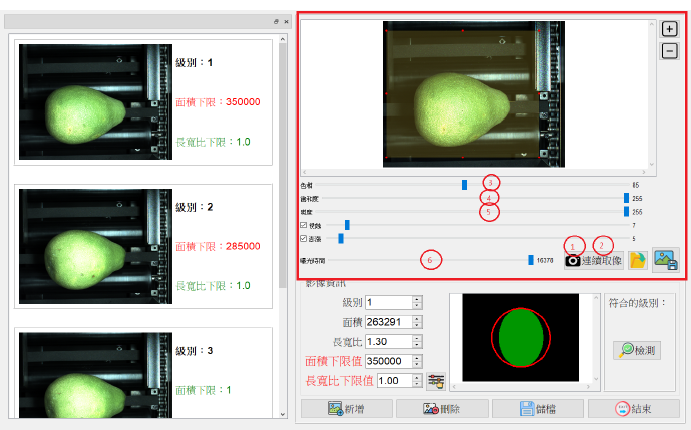 級別：1
面積下限：350000
長寬比下限：1.0
級別：2
面積下限：285000
長寬比下限：1.0
級別：3
面積下限：1
色相 ③ 85
飽和度 ④ 255
亮度 ⑤ 255
侵蝕 7
膨漲 5
曝光時間 ⑥ 16376
① ②
連續取像
影像資訊
級別 1
面積 263291
長寬比 1.30
面積下限值 350000
長寬比下限值 1.00
符合的級別：
檢測
新增
刪除
儲檔
結束